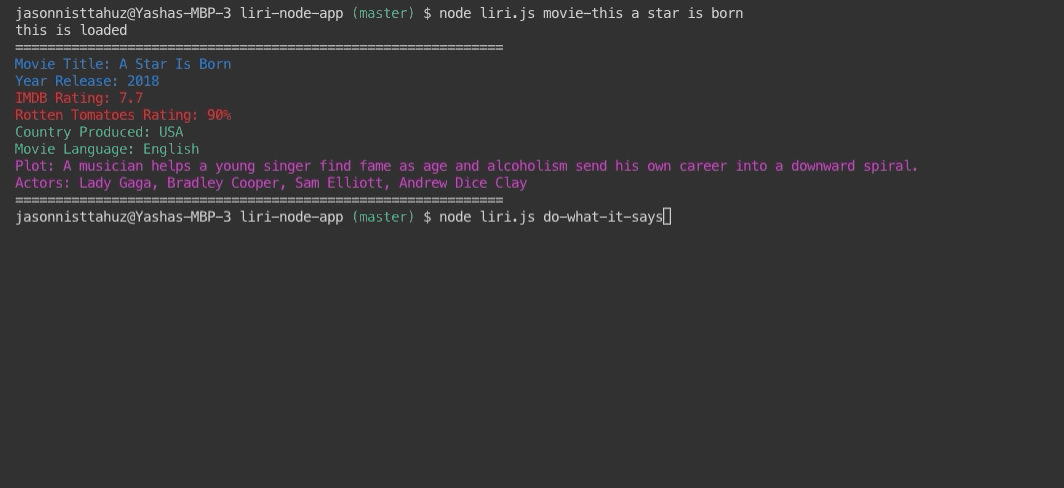 jasonnisttahuz@Yashas-MBP-3 liri-node-app (master) $ node liri.js movie-this a star is born
this is loaded
=============================================================
Movie Title: A Star Is Born
Year Release: 2018
IMDB Rating: 7.7
Rotten Tomatoes Rating: 90%
Country Produced: USA
Movie Language: English
Plot: A musician helps a young singer find fame as age and alcoholism send his own career into a downward spiral.
Actors: Lady Gaga, Bradley Cooper, Sam Elliott, Andrew Dice Clay
=============================================================
jasonnisttahuz@Yashas-MBP-3 liri-node-app (master) $ node liri.js do-what-it-says